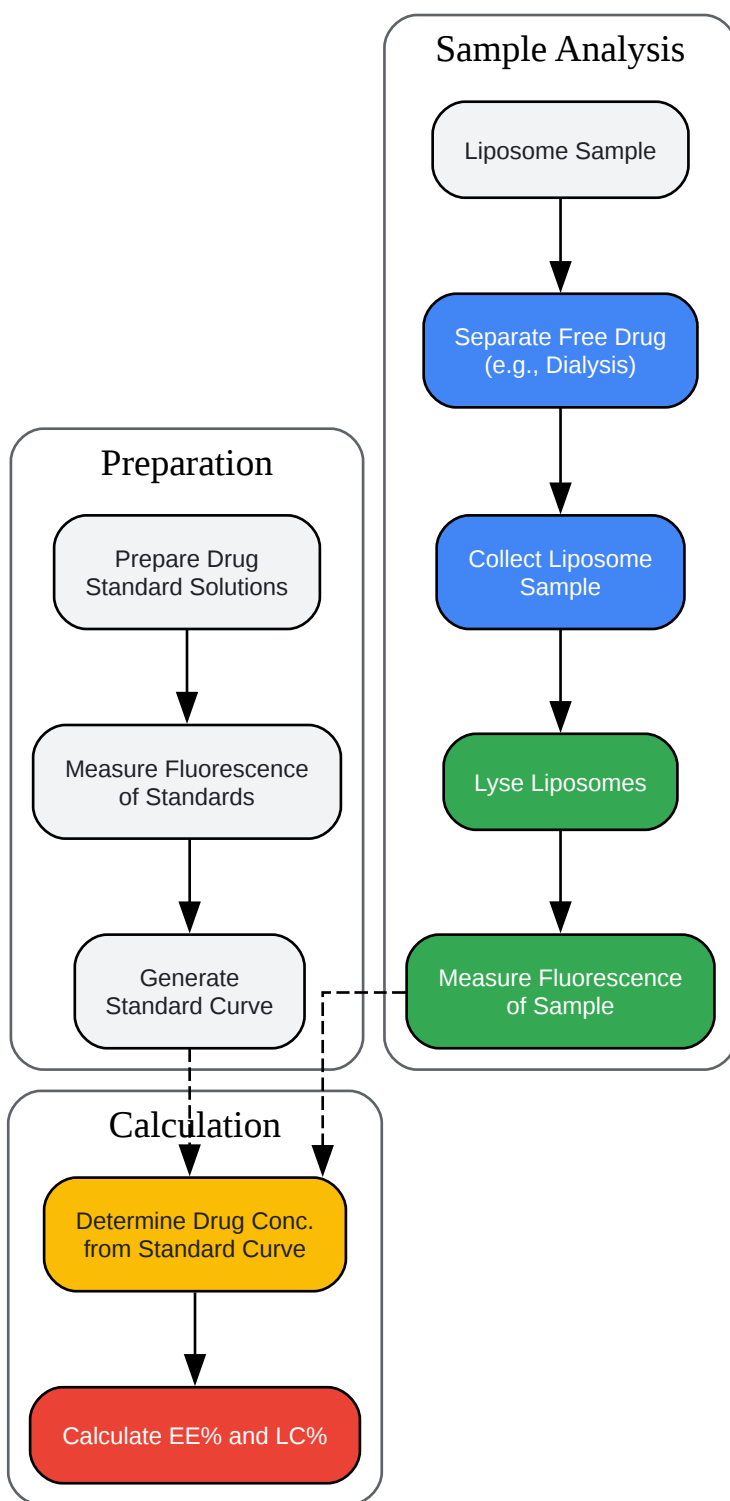 Sample Analysis
Liposome Sample
Separate Free Drug
(e.g., Dialysis)
Collect Liposome
Sample
Lyse Liposomes
Measure Fluorescence
of Sample
Preparation
Prepare Drug
Standard Solutions
Measure Fluorescence
of Standards
Generate
Standard Curve
Calculation
Determine Drug Conc.
from Standard Curve
Calculate EE% and LC%